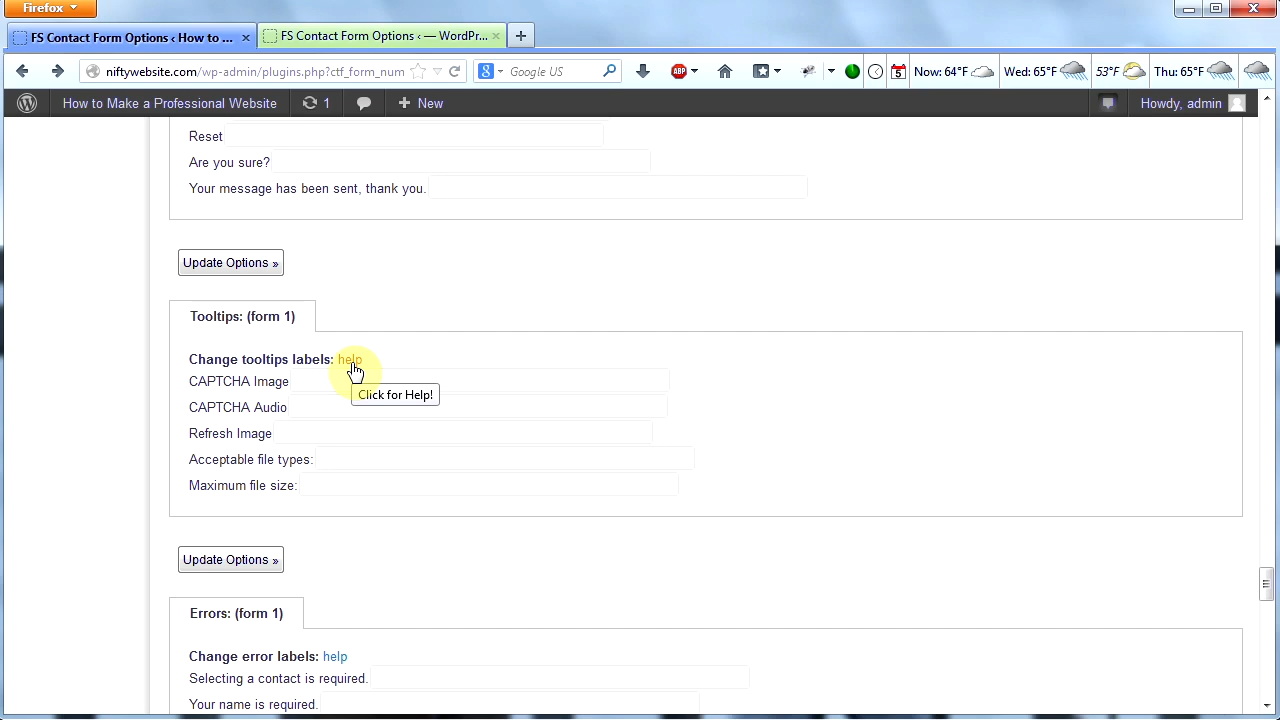 Firefox
FS Contact Form Options ‹ How to ...
FS Contact Form Options ‹ — WordPr...
niftywebsite.com/wp-admin/plugins.php?ctf_form_num
Google US
ABP
5
Now: 64°F
Wed: 65°F
53°F
Thu: 65°F
How to Make a Professional Website
1
New
Howdy, admin
Reset
Are you sure?
Your message has been sent, thank you.
Update Options »
Tooltips: (form 1)
Change tooltips labels: help
CAPTCHA Image
Click for Help!
CAPTCHA Audio
Refresh Image
Acceptable file types:
Maximum file size:
Update Options »
Errors: (form 1)
Change error labels: help
Selecting a contact is required.
Your name is required.